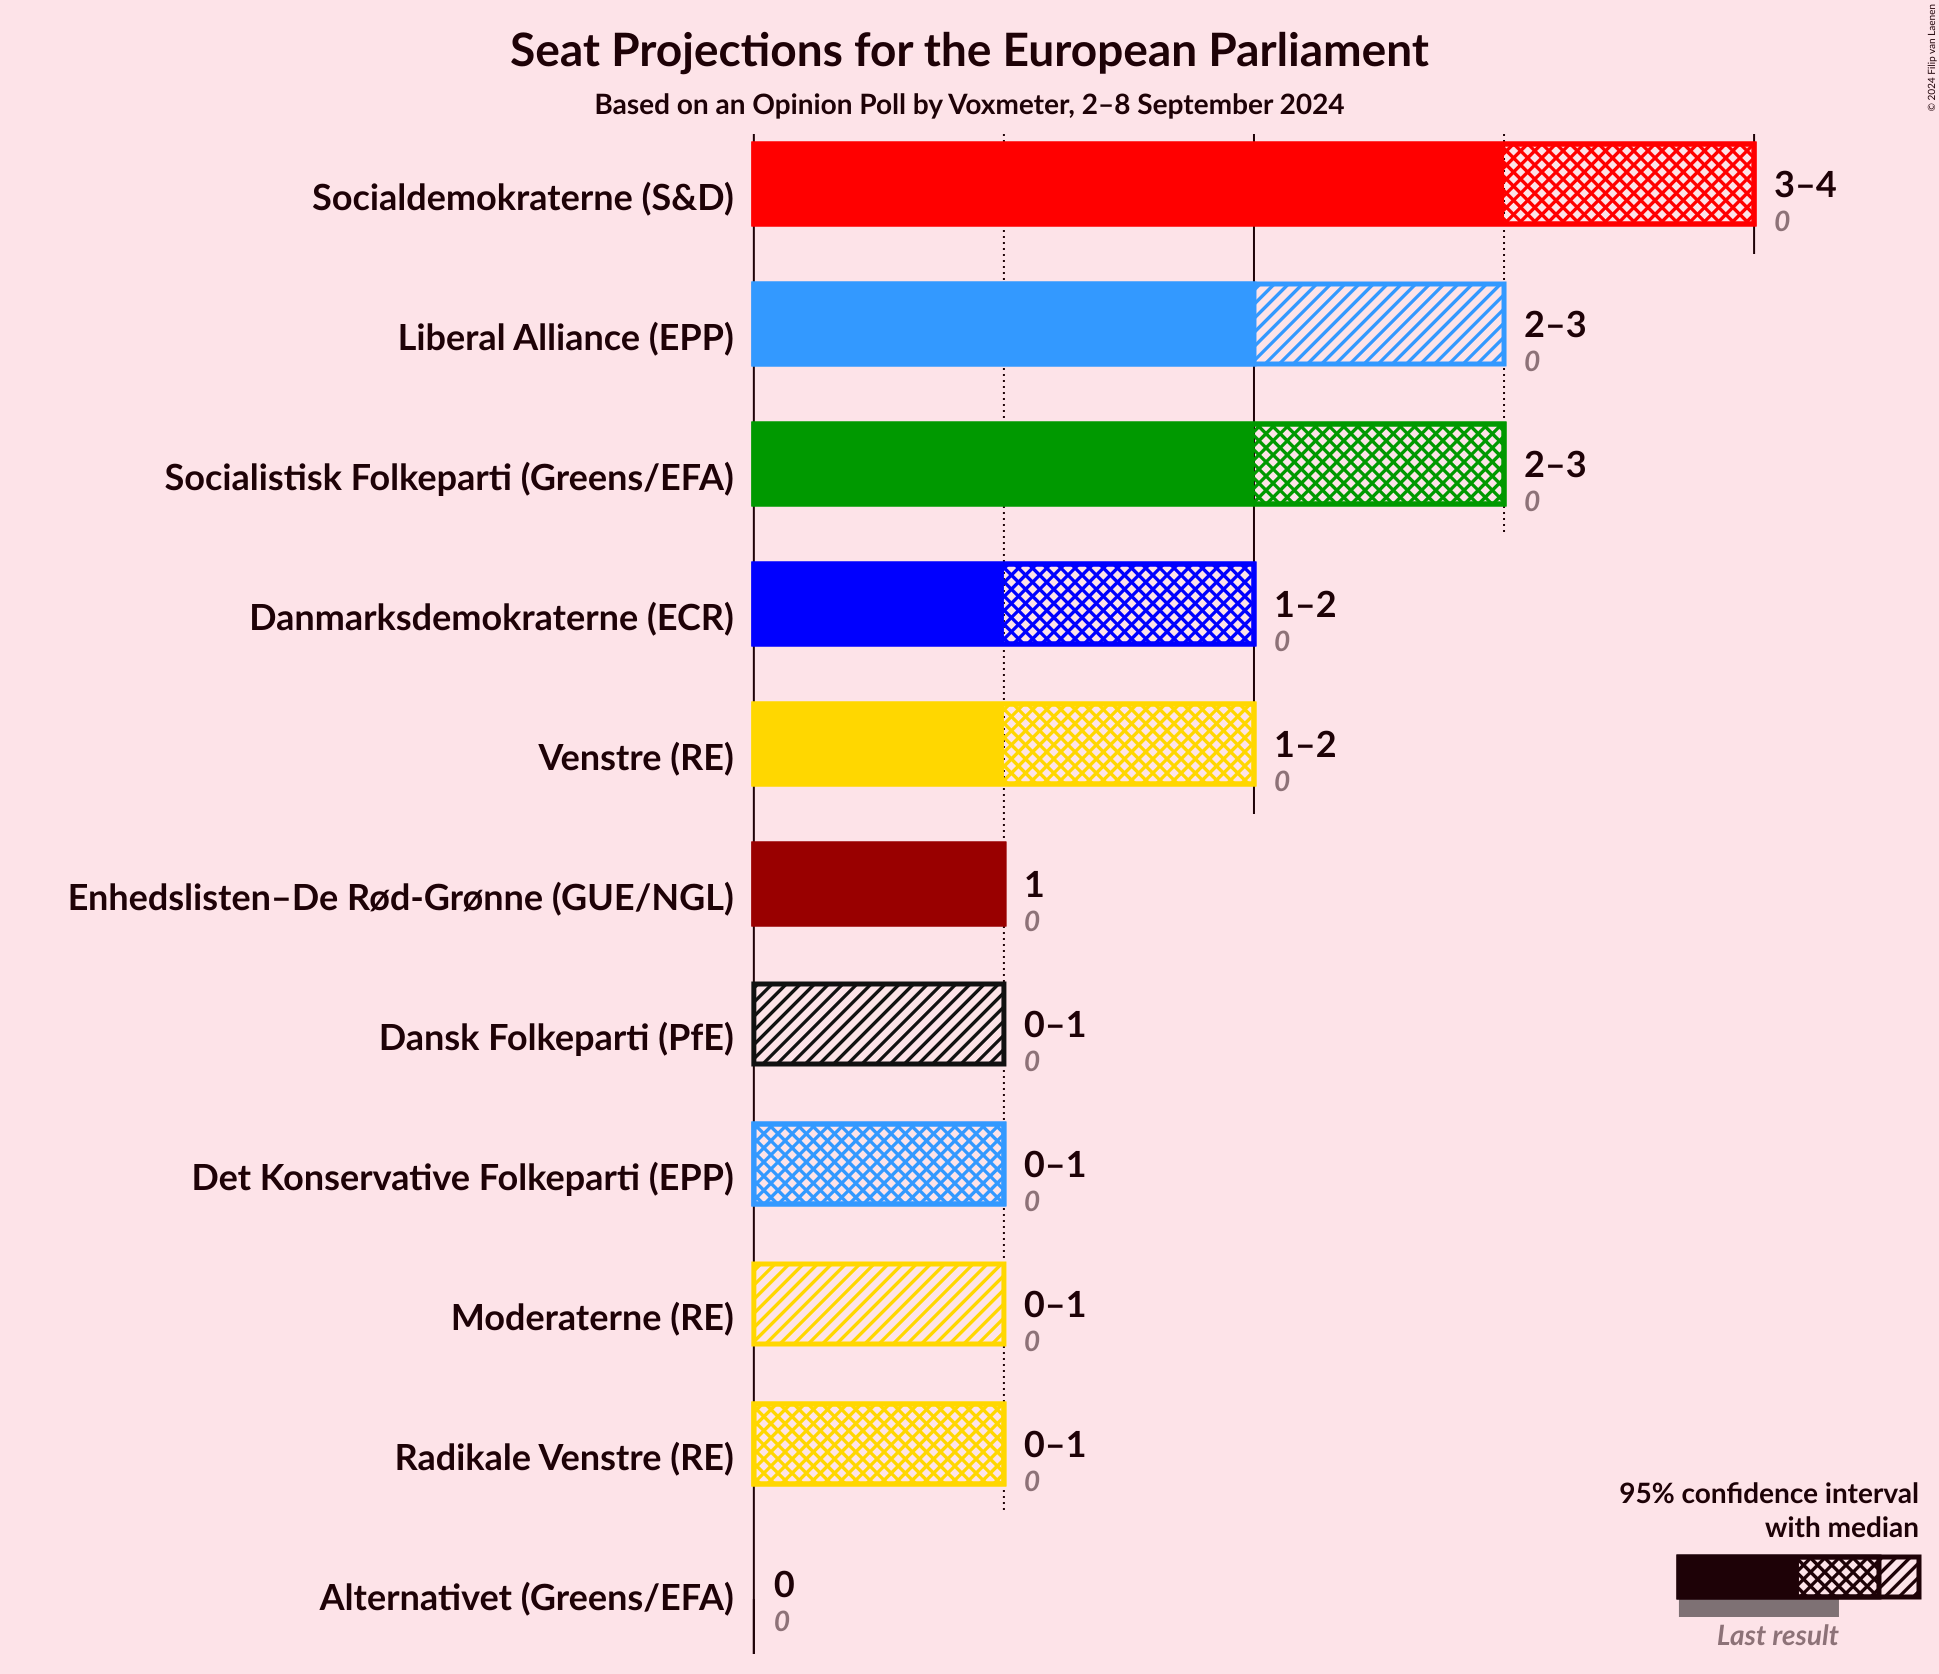 Seat Projections for the European Parliament
Based on an Opinion Poll by Voxmeter, 2–8 September 2024
© 2024 Filip van Laenen
Socialdemokraterne (S&D)
3–4
0
Liberal Alliance (EPP)
2–3
0
Socialistisk Folkeparti (Greens/EFA)
2–3
0
Danmarksdemokraterne (ECR)
1–2
0
Venstre (RE)
1–2
0
Enhedslisten–De Rød-Grønne (GUE/NGL)
1
0
Dansk Folkeparti (PfE)
0–1
0
Det Konservative Folkeparti (EPP)
0–1
0
Moderaterne (RE)
0–1
0
Radikale Venstre (RE)
0–1
0
Alternativet (Greens/EFA)
0
0
95% confidence interval
with median
Last result